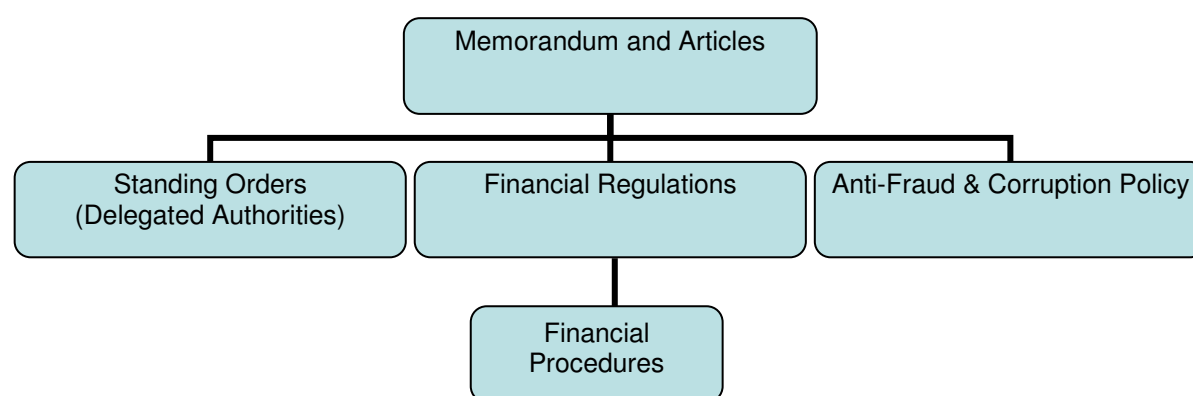 Memorandum and Articles
Standing Orders
(Delegated Authorities)
Financial Regulations
Anti-Fraud & Corruption Policy
Financial
Procedures